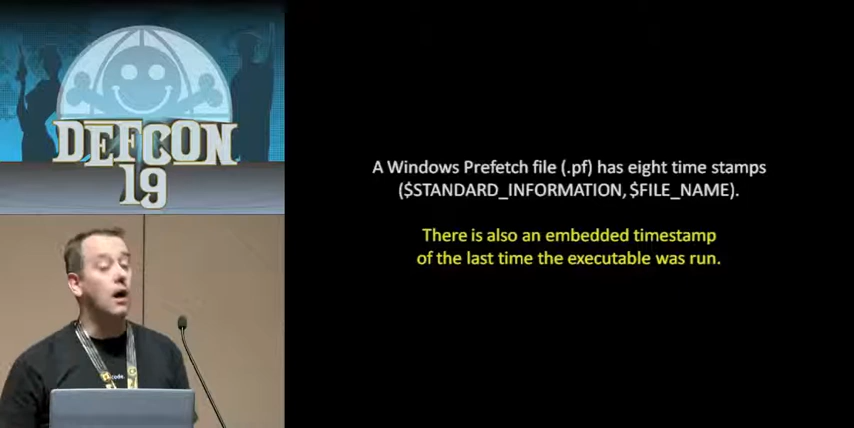 DEFCON
19
A Windows Prefetch file (.pf) has eight time stamps
($STANDARD_INFORMATION, $FILE_NAME).
There is also an embedded timestamp
of the last time the executable was run.
code.